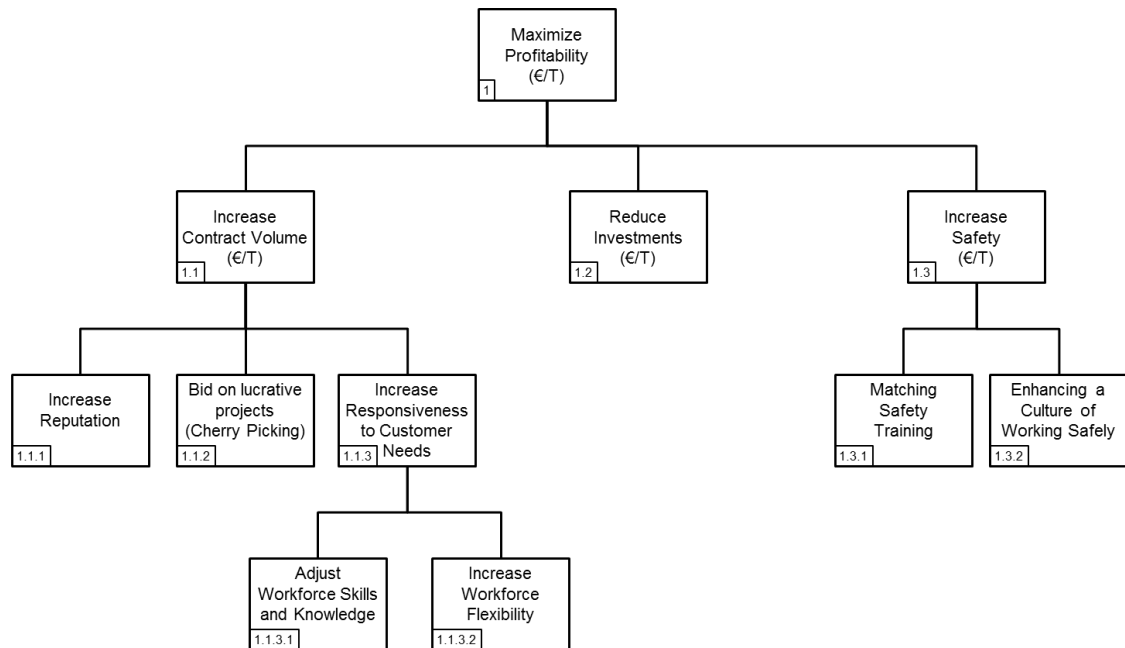 Maximize
Profitability
(€/T)
1
Increase
Contract Volume
(€/T)
1.1
Reduce
Investments
(€/T)
1.2
Increase
Safety
(€/T)
1.3
Increase
Reputation
1.1.1
Bid on lucrative
projects
(Cherry Picking)
1.1.2
Increase
Responsiveness
to Customer
Needs
1.1.3
Matching
Safety
Training
1.3.1
Enhancing a
Culture of
Working Safely
1.3.2
Adjust
Workforce Skills
and Knowledge
1.1.3.1
Increase
Workforce
Flexibility
1.1.3.2